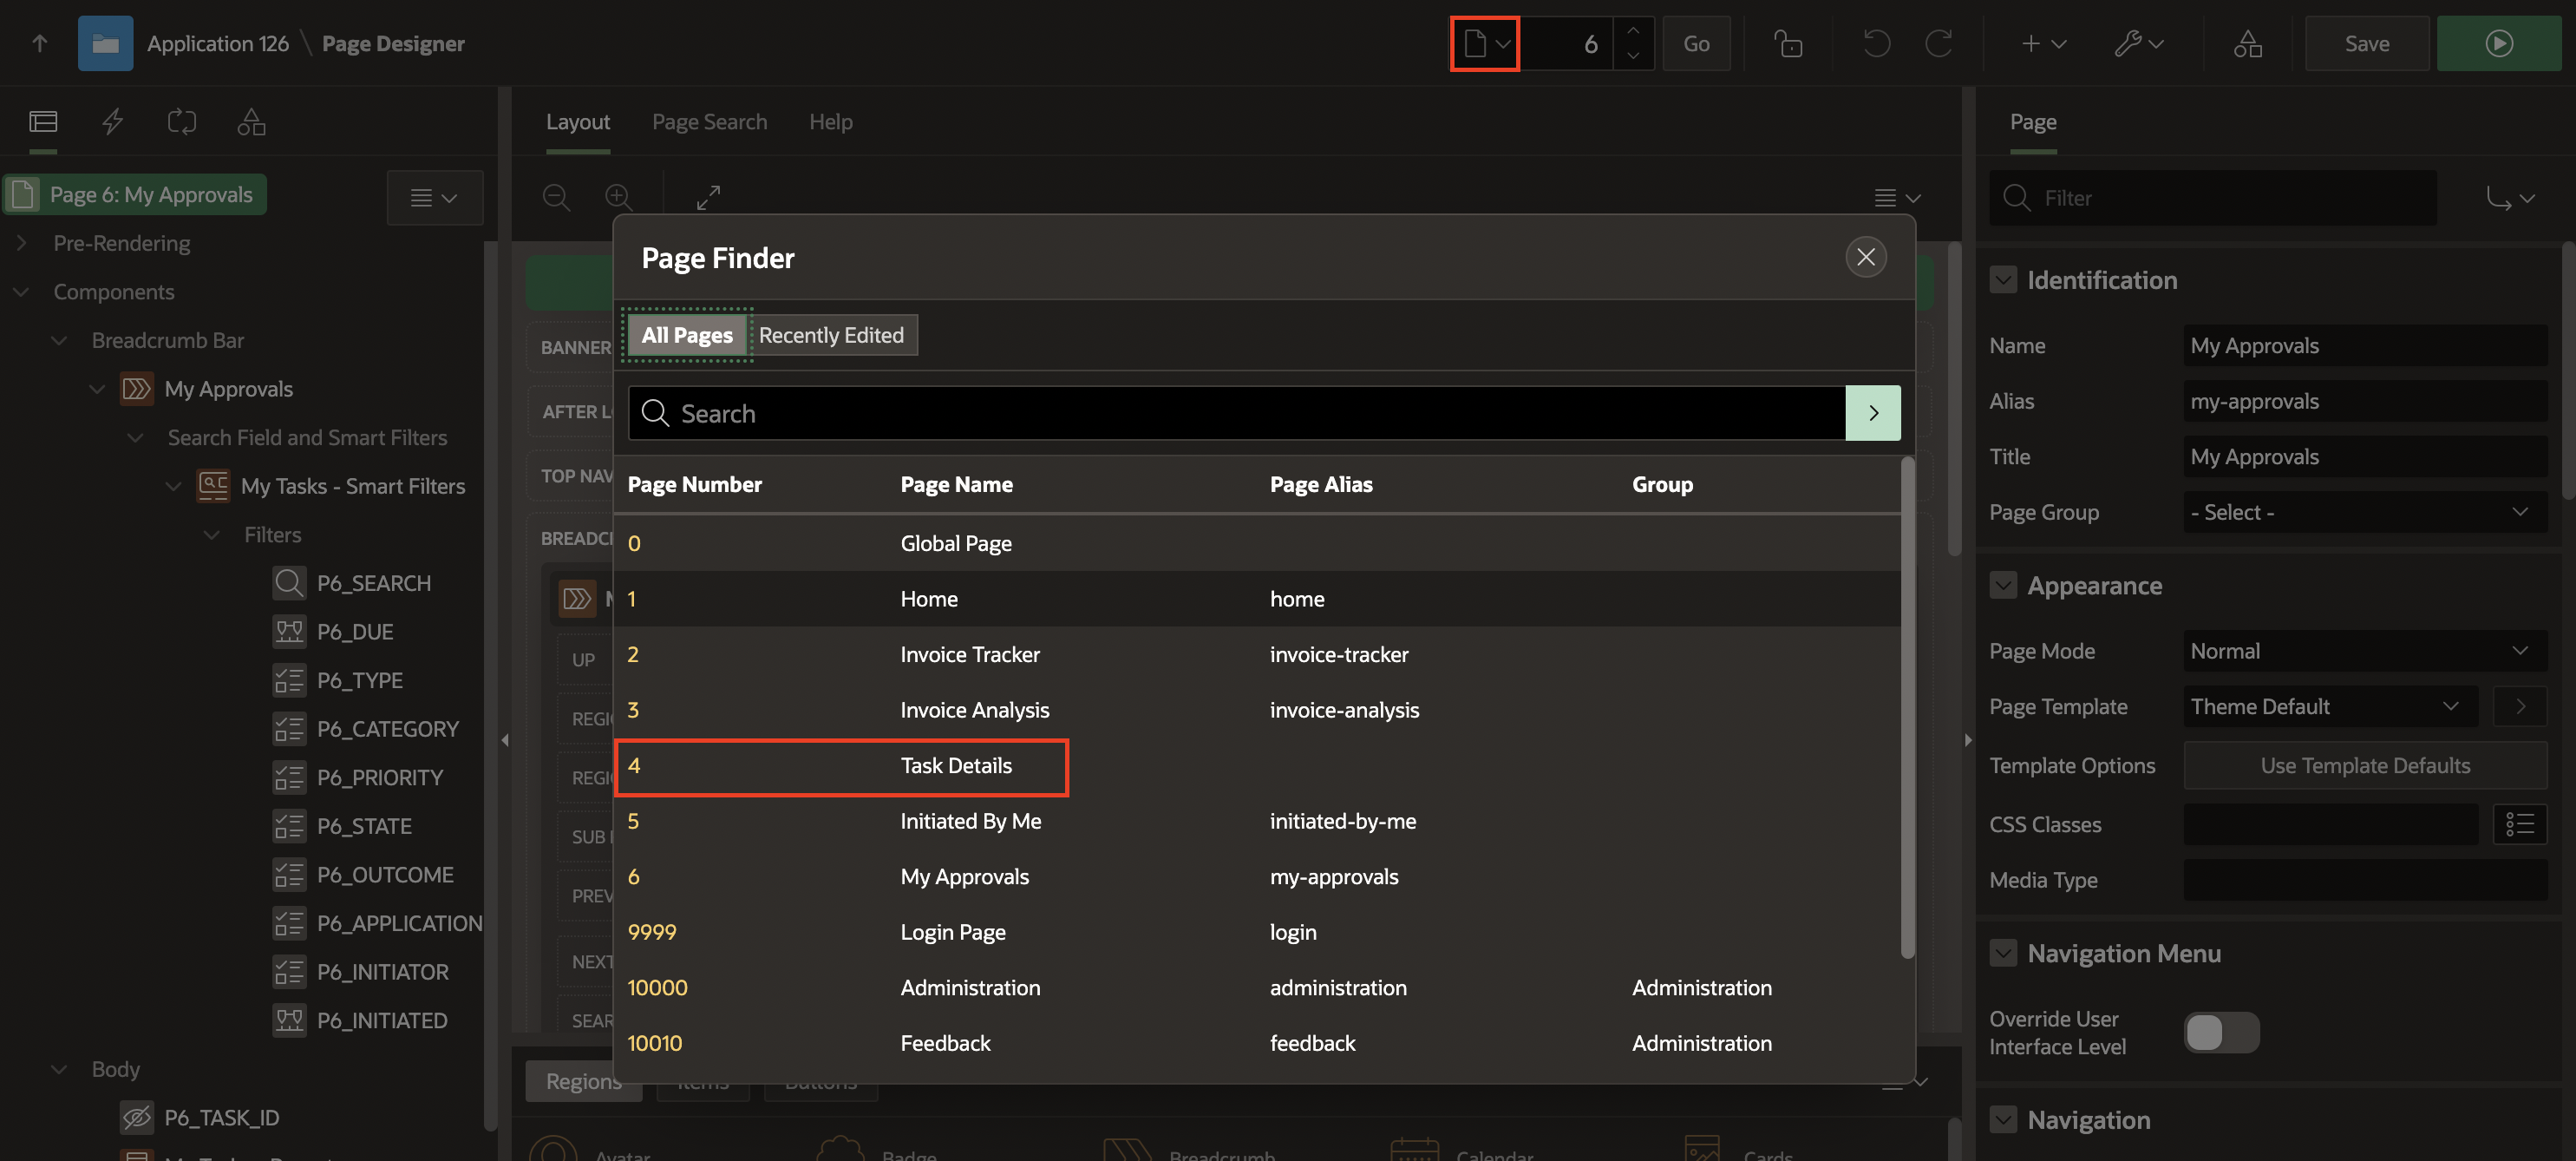 Application 126 \ Page Designer
6
Go
Save
Layout
Page Search
Help
Page
Page 6: My Approvals
Filter
Pre-Rendering
Components
Breadcrumb Bar
My Approvals
Search Field and Smart Filters
My Tasks - Smart Filters
Filters
P6_SEARCH
P6_DUE
P6_TYPE
P6_CATEGORY
P6_PRIORITY
P6_STATE
P6_OUTCOME
P6_APPLICATION
P6_INITIATOR
P6_INITIATED
Body
P6_TASK_ID
BANNER
AFTER
TOP
UP
SUB
NEXT
Page Finder
All Pages
Recently Edited
Search
Page Number Page Name Page Alias Group
0 Global Page
1 Home home
2 Invoice Tracker invoice-tracker
3 Invoice Analysis invoice-analysis
4 Task Details
5 Initiated By Me initiated-by-me
6 My Approvals my-approvals
9999 Login Page login
10000 Administration administration Administration
10010 Feedback feedback Administration
Regions
Items
Buttons
Avatar
Badge
Breadcrumb
Calendar
Cards
Identification
Name My Approvals
Alias my-approvals
Title My Approvals
Page Group - Select -
Appearance
Page Mode Normal
Page Template Theme Default
Template Options Use Template Defaults
CSS Classes
Media Type
Navigation Menu
Override User
Interface Level
Navigation